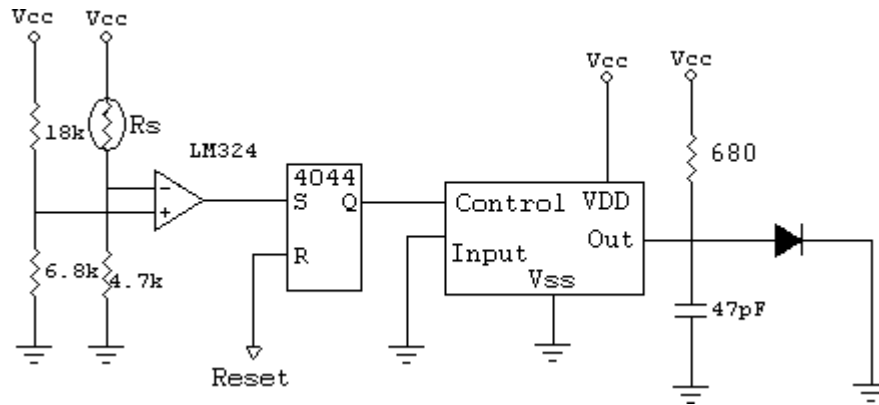 Vcc
Vcc
Vcc
Vcc
18k
Rs
LM324
680
4044
S
Q
Control
VDD
Out
R
Input
Vss
6.8k
4.7k
47pF
Reset
-
+